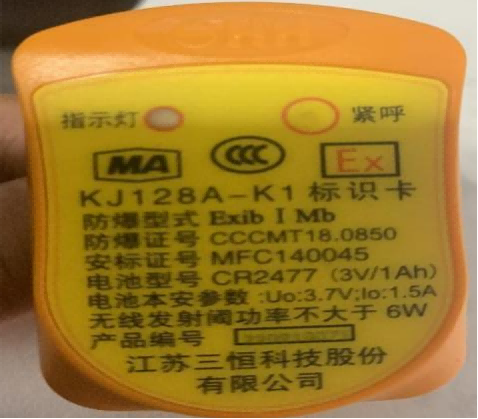 指示灯 紧呼
MA CCC Ex
KJ128A-K1 标识卡
防爆型式 Exib I Mb
防爆证号 CCCMT18.0850
安标证号 MFC140045
电池型号 CR2477 (3V/1Ah)
电池本安参数:Uo:3.7V;Io:1.5A
无线发射阈功率不大于 6W
产品编号
江苏三恒科技股份
有限公司